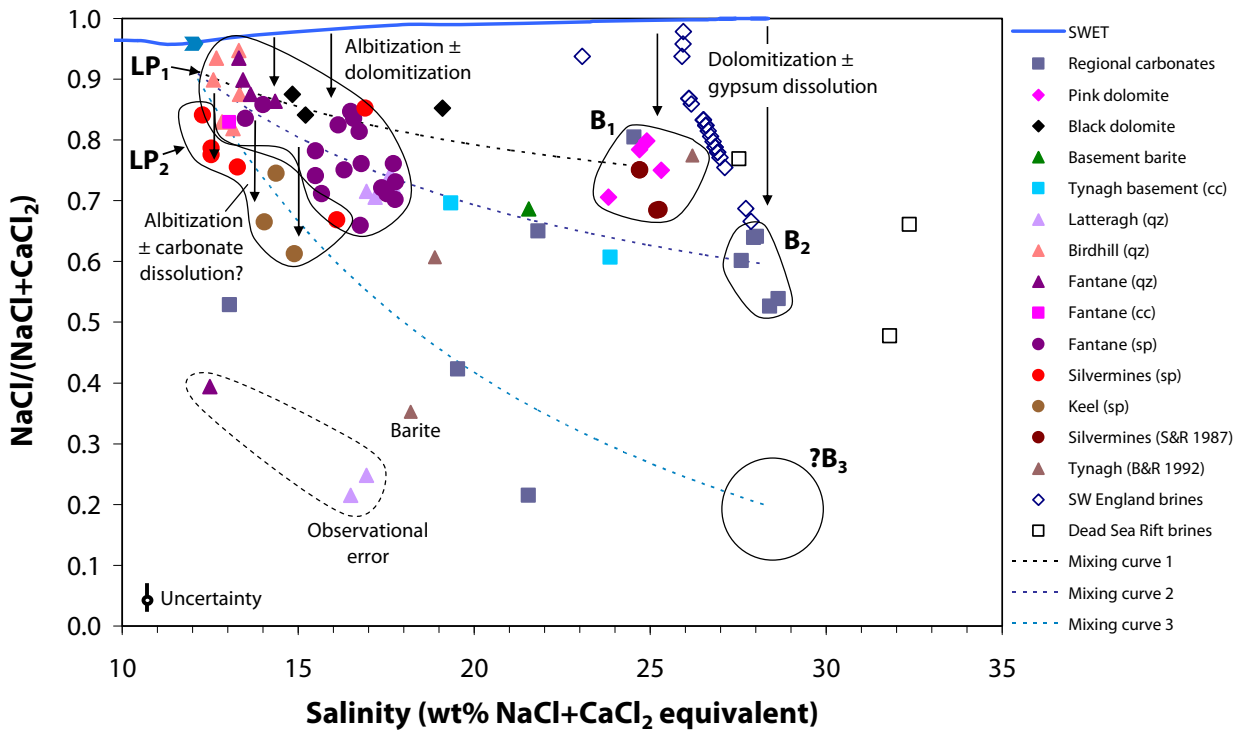 1.0
0.9
0.8
0.7
0.6
0.5
0.4
0.3
0.2
0.1
0.0
NaCl/(NaCl+CaCl₂)
10
15
20
25
30
35
Salinity (wt% NaCl+CaCl₂ equivalent)
LP₁
LP₂
Albitization ±
dolomitization
Albitization
± carbonate
dissolution?
Dolomitization ±
gypsum dissolution
B₁
B₂
?B₃
Barite
Observational
error
Uncertainty
SWET
Regional carbonates
Pink dolomite
Black dolomite
Basement barite
Tynagh basement (cc)
Latteragh (qz)
Birdhill (qz)
Fantane (qz)
Fantane (cc)
Fantane (sp)
Silvermines (sp)
Keel (sp)
Silvermines (S&R 1987)
Tynagh (B&R 1992)
SW England brines
Dead Sea Rift brines
Mixing curve 1
Mixing curve 2
Mixing curve 3